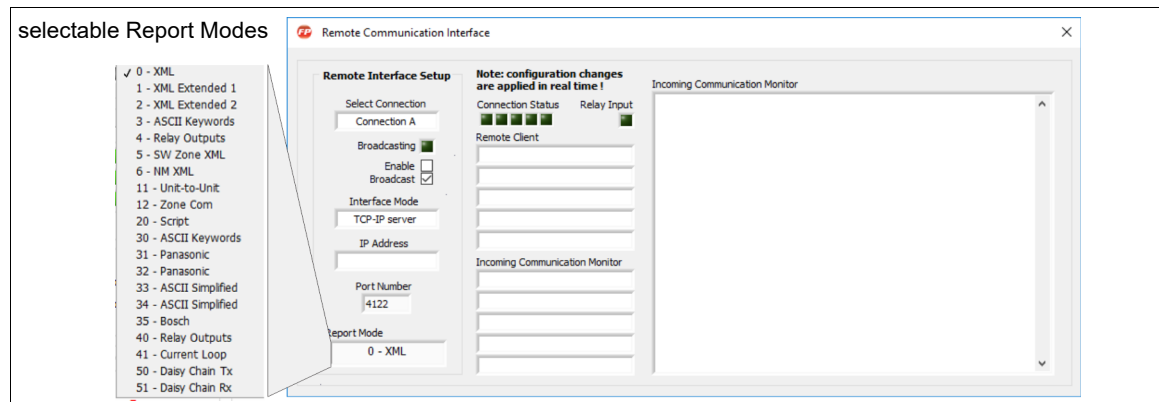 selectable Report Modes
✓ 0 - XML
1 - XML Extended 1
2 - XML Extended 2
3 - ASCII Keywords
4 - Relay Outputs
5 - SW Zone XML
6 - NM XML
11 - Unit-to-Unit
12 - Zone Com
20 - Script
30 - ASCII Keywords
31 - Panasonic
32 - Panasonic
33 - ASCII Simplified
34 - ASCII Simplified
35 - Bosch
40 - Relay Outputs
41 - Current Loop
50 - Daisy Chain Tx
51 - Daisy Chain Rx
FP Remote Communication Interface
Remote Interface Setup
Select Connection
Connection A
Broadcasting
Enable
Broadcast
Interface Mode
TCP-IP server
IP Address
Port Number
4122
Report Mode
0 - XML
Note: configuration changes
are applied in real time !
Connection Status Relay Input
Remote Client
Incoming Communication Monitor
Incoming Communication Monitor